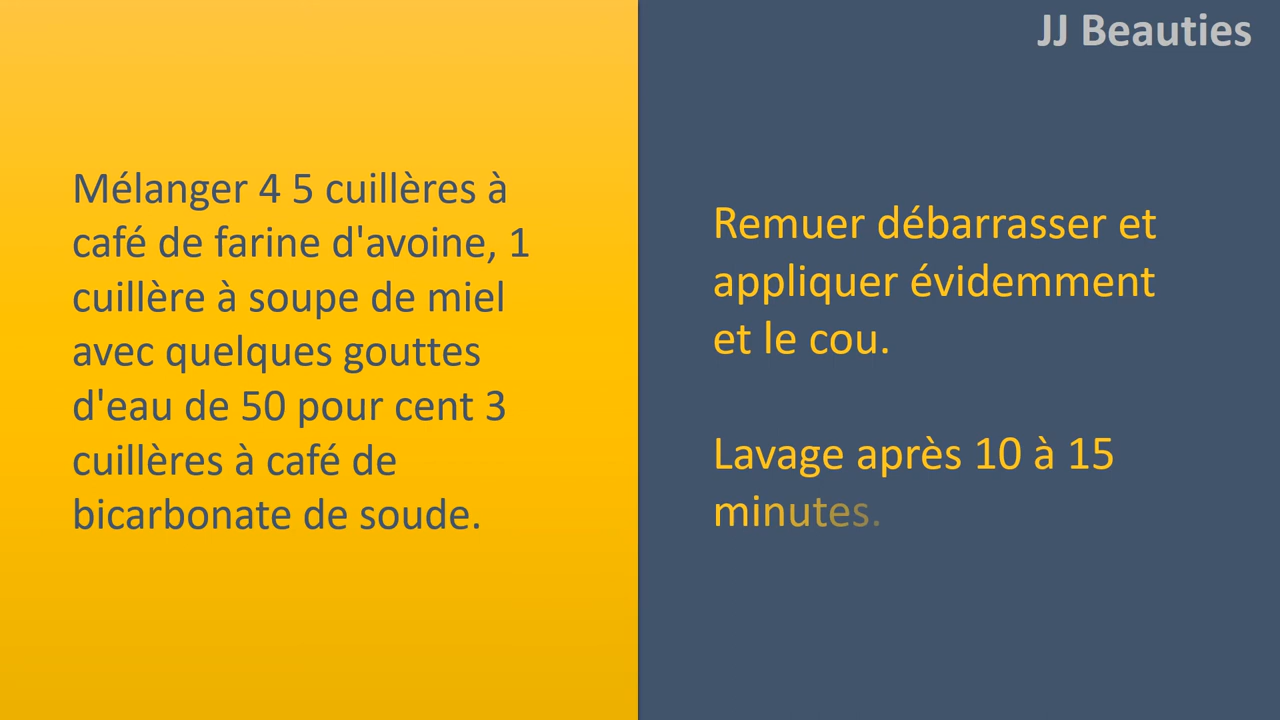 JJ Beauties
Mélanger 4 5 cuillères à
café de farine d'avoine, 1
cuillère à soupe de miel
avec quelques gouttes
d'eau de 50 pour cent 3
cuillères à café de
bicarbonate de soude.
Remuer débarrasser et
appliquer évidemment
et le cou.
Lavage après 10 à 15
minutes.